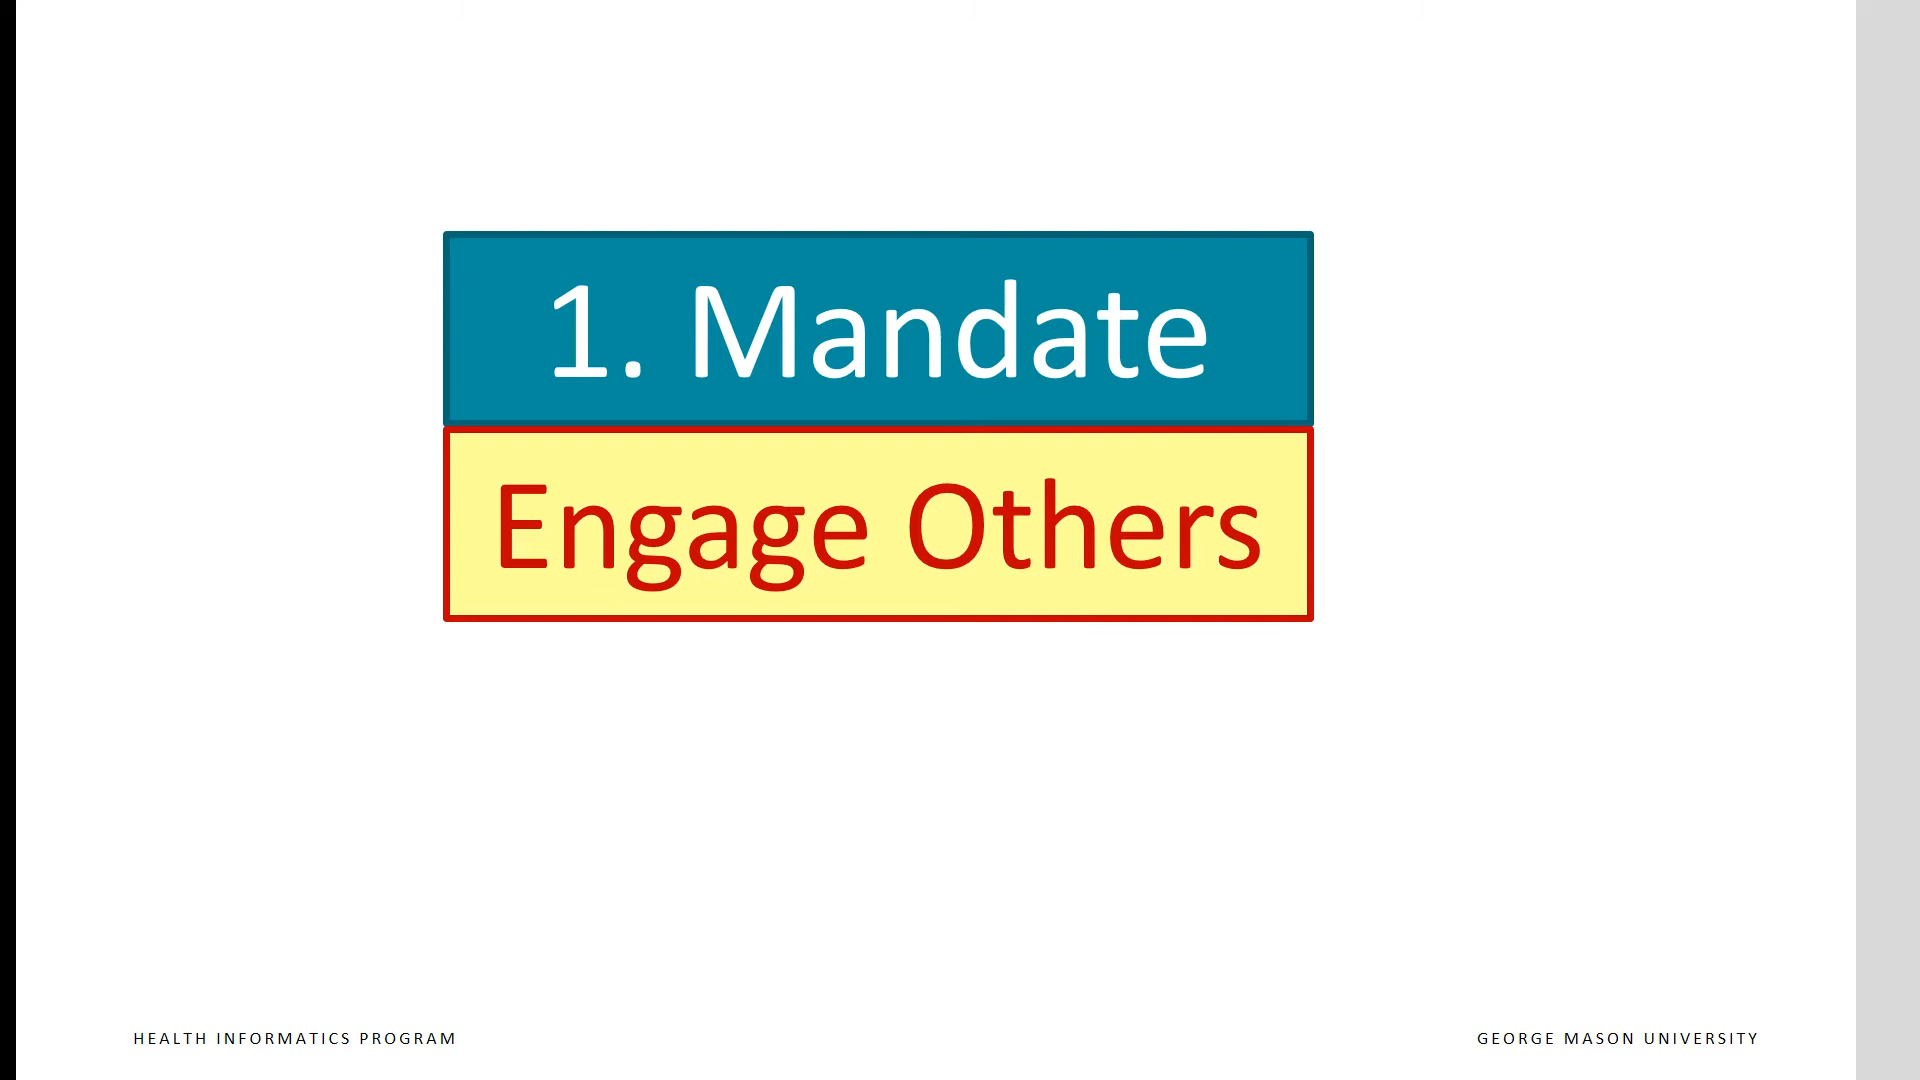 1. Mandate
Engage Others
HEALTH INFORMATICS PROGRAM
GEORGE MASON UNIVERSITY